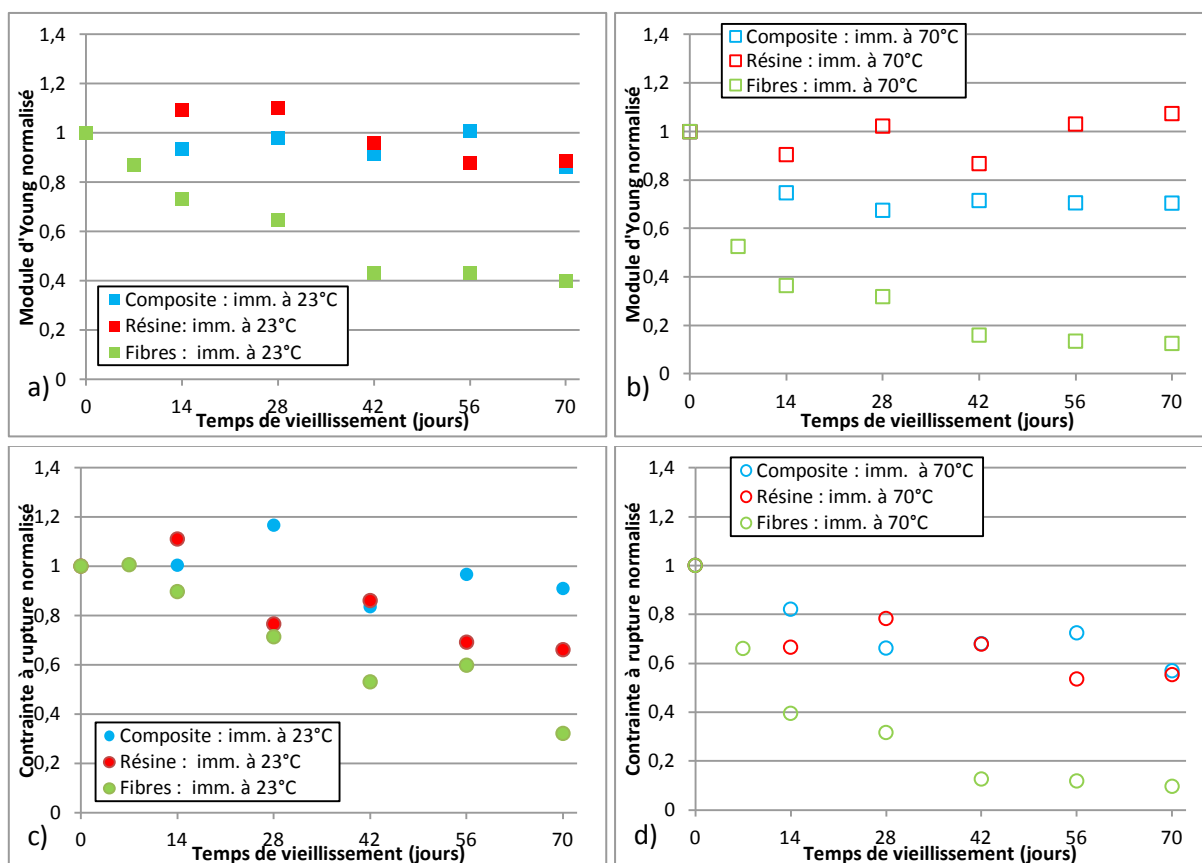 1,4
1,2
1
0,8
0,6
0,4
0,2
0
Module d'Young normalisé
Composite : imm. à 23°C
Résine: imm. à 23°C
Fibres : imm. à 23°C
a)
0 14 28 42 56 70
Temps de vieillissement (jours)
1,4
1,2
1
0,8
0,6
0,4
0,2
0
Module d'Young normalisé
Composite : imm. à 70°C
Résine : imm. à 70°C
Fibres : imm. à 70°C
b)
0 14 28 42 56 70
Temps de vieillissement (jours)
1,4
1,2
1
0,8
0,6
0,4
0,2
0
Contrainte à rupture normalisé
Composite : imm. à 23°C
Résine : imm. à 23°C
Fibres : imm. à 23°C
c)
0 14 28 42 56 70
Temps de vieillissement (jours)
1,4
1,2
1
0,8
0,6
0,4
0,2
0
Contrainte à rupture normalisé
Composite : imm. à 70°C
Résine : imm. à 70°C
Fibres : imm. à 70°C
d)
0 14 28 42 56 70
Temps de vieillissement (jours)